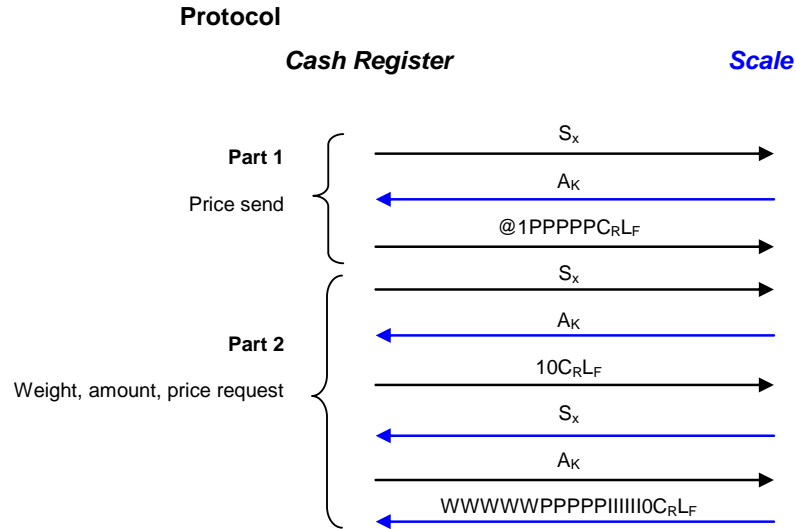 Protocol
Cash Register Scale
Sx
Part 1
AK
Price send
@1PPPPPCRLF
Sx
AK
Part 2
10CRLF
Weight, amount, price request
Sx
AK
WWWWWPPPPPIIIIII0CRLF